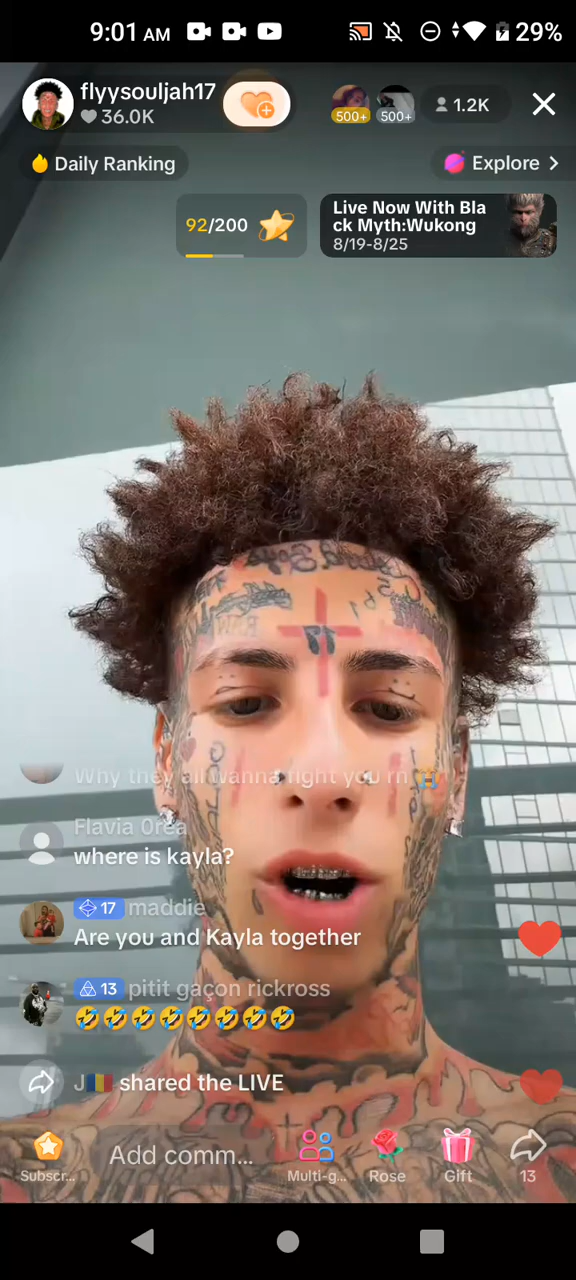 9:01 AM
29%
flyysouljah17
36.0K
500+
500+
1.2K
Daily Ranking
Explore >
92/200
Live Now With Bla
ck Myth:Wukong
8/19-8/25
17
Why they all wanna fight you rn 😭
Flavia 0rea
where is kayla?
17 maddie
Are you and Kayla together
13 pitit gaçon rickross
🤣🤣🤣🤣🤣🤣🤣🤣
J🇷🇴 shared the LIVE
Add comm...
Subscr...
Multi-g...
Rose
Gift
13